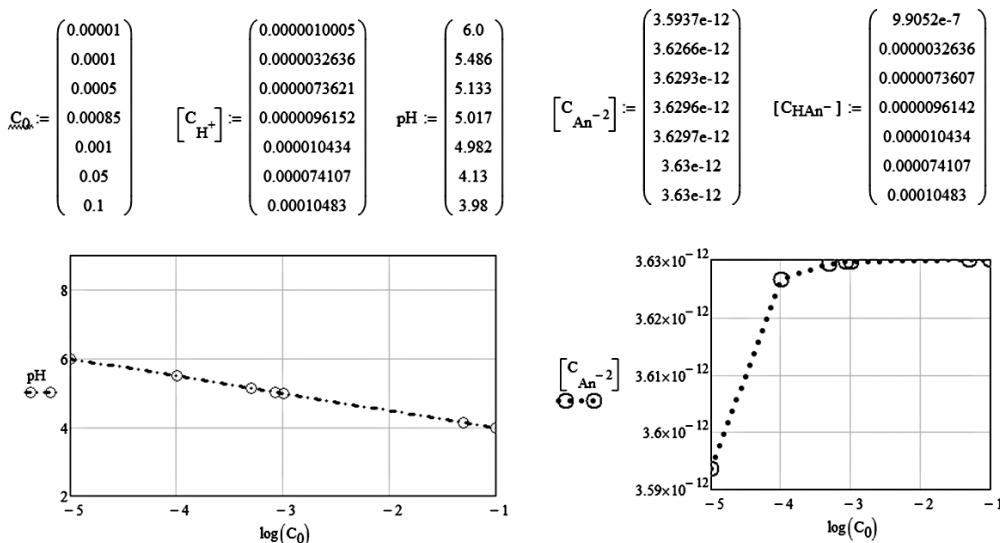 C0 := 0.00001 0.0001 0.0005 0.00085 0.001 0.05 0.1
[C H+] := 0.0000010005 0.0000032636 0.0000073621 0.0000096152 0.000010434 0.000074107 0.00010483
pH := 6.0 5.486 5.133 5.017 4.982 4.13 3.98
[C An−2] := 3.5937e-12 3.6266e-12 3.6293e-12 3.6296e-12 3.6297e-12 3.63e-12 3.63e-12
[CHAn−] := 9.9052e-7 0.0000032636 0.0000073607 0.0000096142 0.000010434 0.000074107 0.00010483
8
6
pH
4
2
−5 −4 −3 −2 −1
log(C0)
3.63×10−12
3.62×10−12
3.61×10−12
[C An−2]
3.6×10−12
3.59×10−12
−5 −4 −3 −2 −1
log(C0)